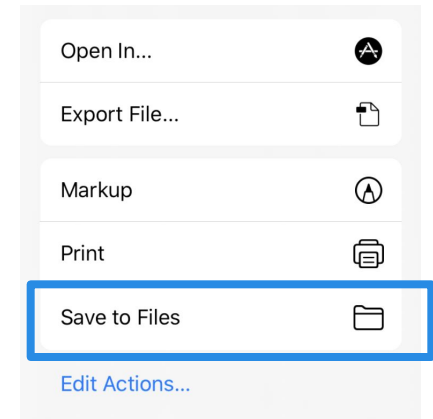 Open In...
Export File...
Markup
Print
Save to Files
Edit Actions...